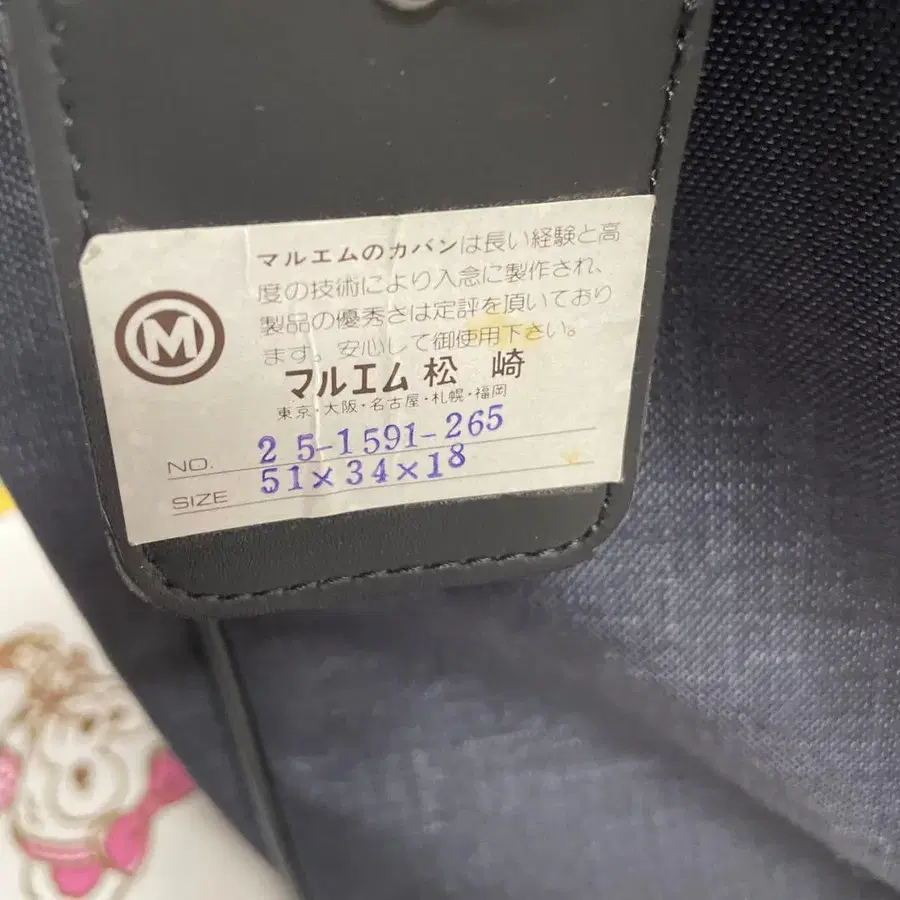 マルエムのカバンは長い経験と高
度の技術により入念に製作され、
製品の優秀さは定評を頂いており
ます。安心して御使用下さい。
M
マルエム松崎
東京・大阪・名古屋・札幌・福岡
NO. 25-1591-265
SIZE 51×34×18